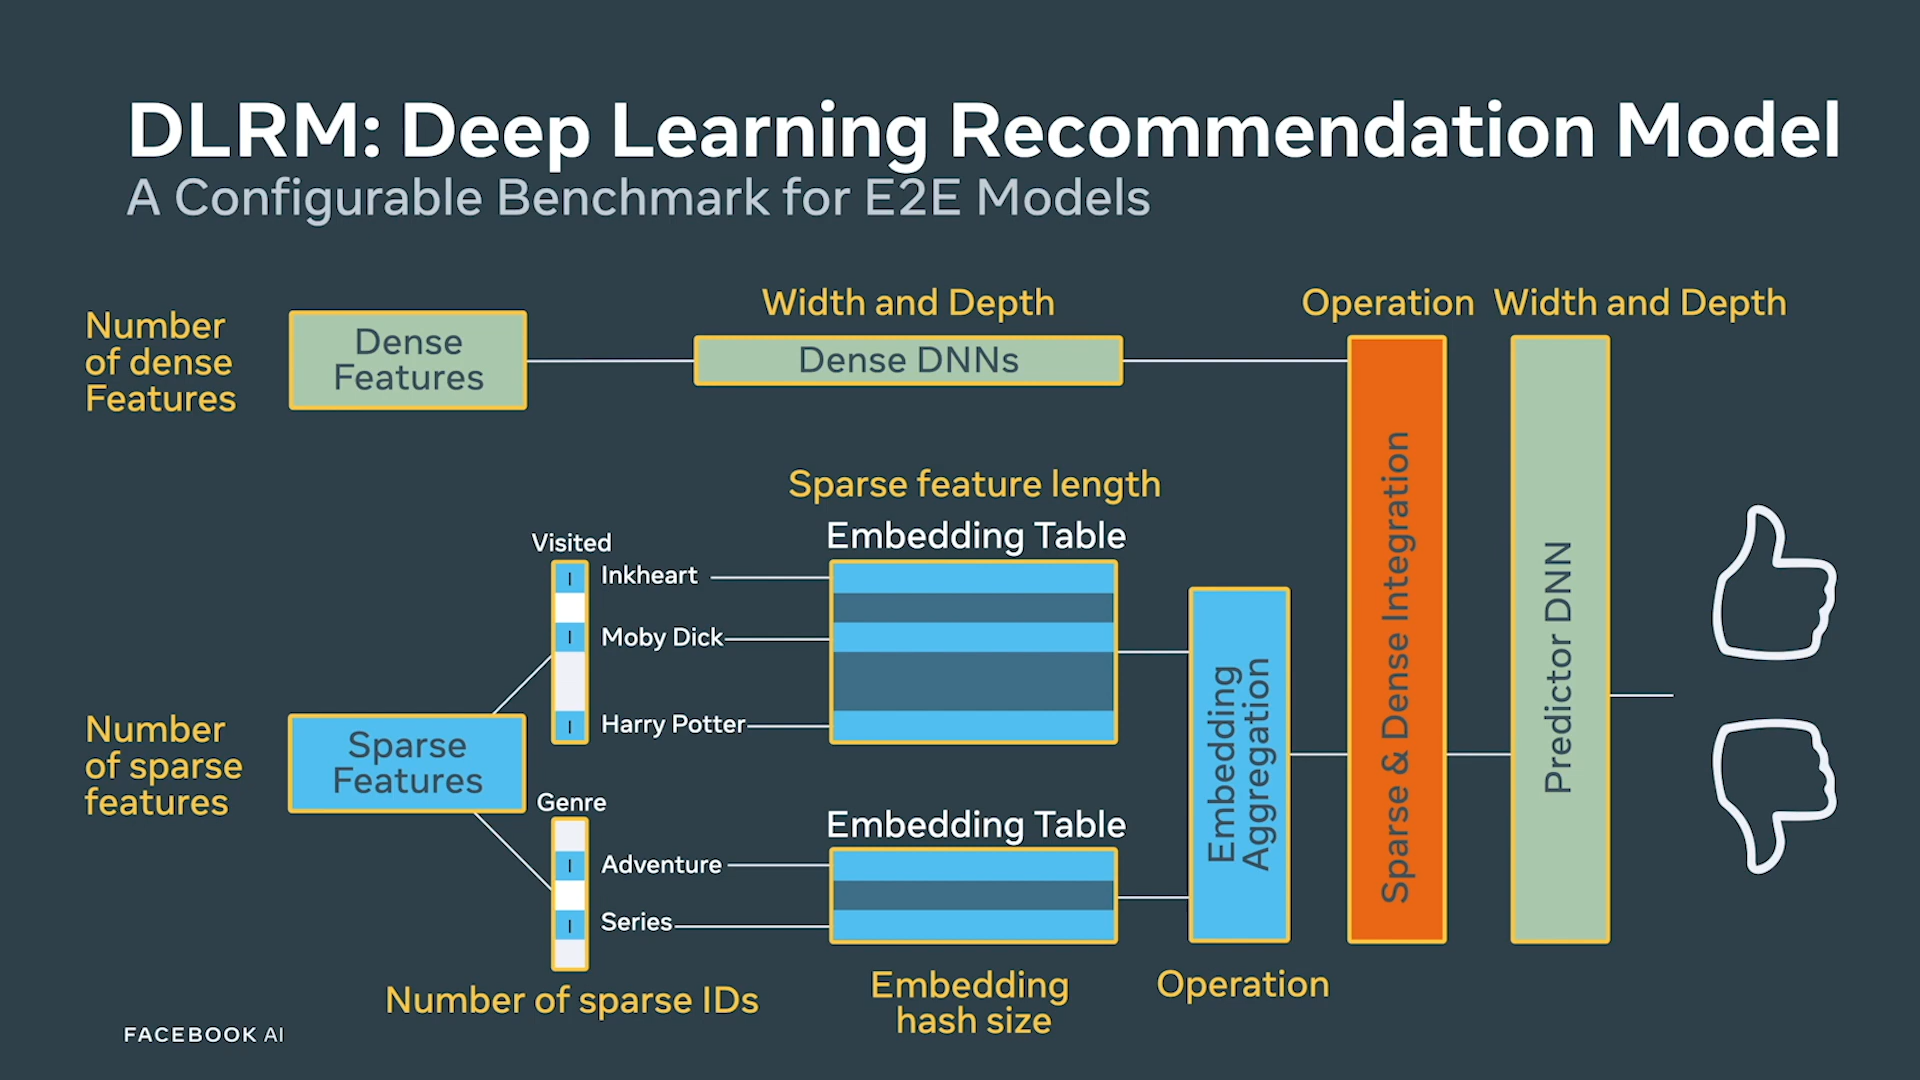 DLRM: Deep Learning Recommendation Model
A Configurable Benchmark for E2E Models
Number
of dense
Features
Dense
Features
Width and Depth
Dense DNNs
Operation
Width and Depth
Sparse feature length
Embedding Table
Visited
I
Inkheart
I
Moby Dick
I
Harry Potter
Number
of sparse
features
Sparse
Features
Genre
I
Adventure
I
Series
Embedding Table
Embedding
Aggregation
Sparse & Dense Integration
Predictor DNN
Number of sparse IDs
Embedding
hash size
Operation
FACEBOOK AI